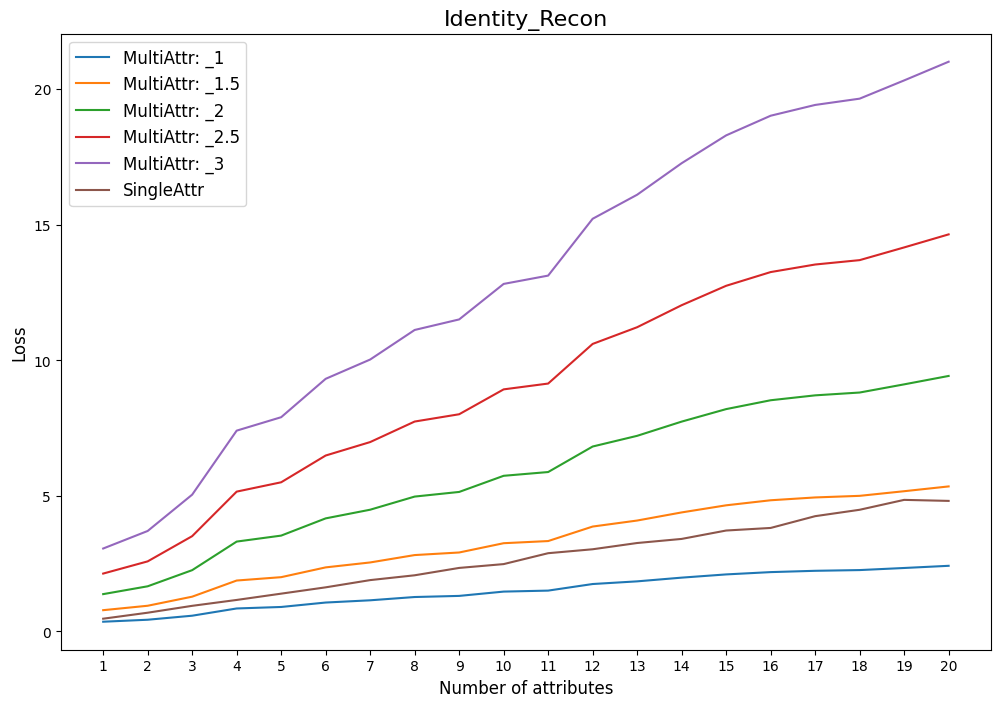 Identity_Recon
MultiAttr: _1
MultiAttr: _1.5
MultiAttr: _2
MultiAttr: _2.5
MultiAttr: _3
SingleAttr
Loss
20
15
10
5
0
1 2 3 4 5 6 7 8 9 10 11 12 13 14 15 16 17 18 19 20
Number of attributes